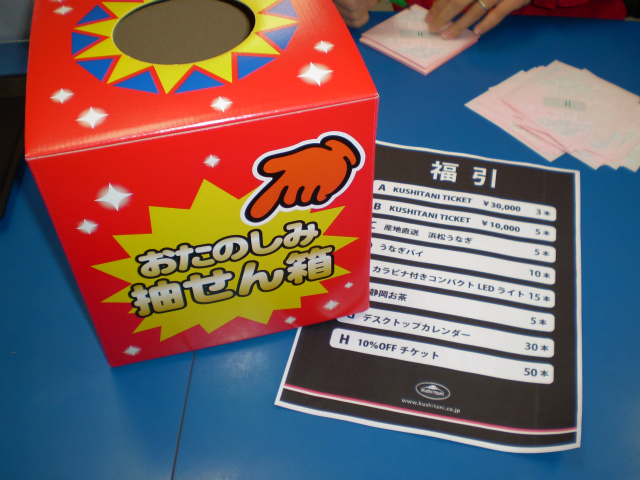 おたのしみ
抽せん箱
福引
A KUSHITANI TICKET ¥30,000 3本
B KUSHITANI TICKET ¥10,000 5本
産地直送 浜松うなぎ 5本
うなぎパイ 10本
カラビナ付きコンパクト LED ライト 15本
静岡お茶 5本
デスクトップカレンダー 30本
H 10%OFF チケット 50本
www.kushitani.co.jp
H